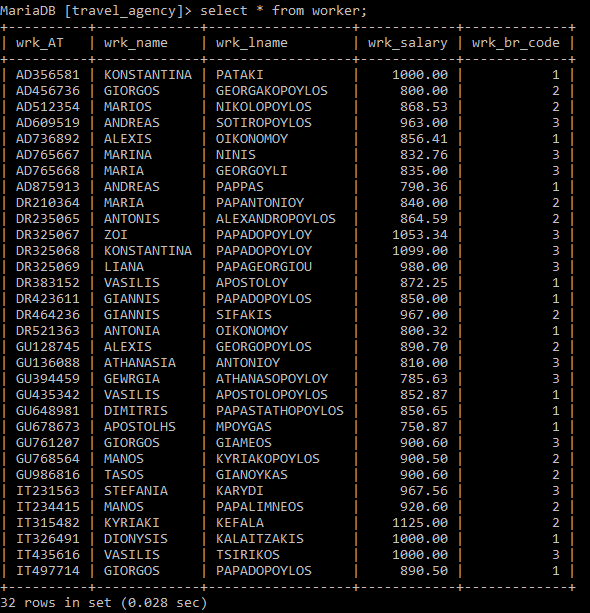 MariaDB [travel_agency]> select * from worker;
+----------+-------------+-----------------+------------+-------------+
| wrk_AT | wrk_name | wrk_lname | wrk_salary | wrk_br_code |
+----------+-------------+-----------------+------------+-------------+
| AD356581 | KONSTANTINA | PATAKI | 1000.00 | 1 |
| AD456736 | GIORGOS | GEORGAKOPOYLOS | 800.00 | 2 |
| AD512354 | MARIOS | NIKOLOPOYLOS | 868.53 | 2 |
| AD609519 | ANDREAS | SOTIROPOYLOS | 963.00 | 3 |
| AD736892 | ALEXIS | OIKONOMOY | 856.41 | 1 |
| AD765667 | MARINA | NINIS | 832.76 | 3 |
| AD765668 | MARIA | GEORGOYLI | 835.00 | 3 |
| AD875913 | ANDREAS | PAPPAS | 790.36 | 1 |
| DR210364 | MARIA | PAPANTONIOY | 840.00 | 2 |
| DR235065 | ANTONIS | ALEXANDROPOYLOS | 864.59 | 2 |
| DR325067 | ZOI | PAPADOPOYLOY | 1053.34 | 3 |
| DR325068 | KONSTANTINA | PAPADOPOYLOY | 1099.00 | 3 |
| DR325069 | LIANA | PAPAGEORGIOU | 980.00 | 3 |
| DR383152 | VASILIS | APOSTOLOY | 872.25 | 1 |
| DR423611 | GIANNIS | PAPADOPOYLOS | 850.00 | 1 |
| DR464236 | GIANNIS | SIFAKIS | 967.00 | 2 |
| DR521363 | ANTONIA | OIKONOMOY | 800.32 | 1 |
| GU128745 | ALEXIS | GEORGOPOYLOS | 890.70 | 2 |
| GU136088 | ATHANASIA | ANTONIOY | 810.00 | 3 |
| GU394459 | GEWRGIA | ATHANASOPOYLOY | 785.63 | 3 |
| GU435342 | VASILIS | APOSTOLOPOYLOS | 852.87 | 1 |
| GU648981 | DIMITRIS | PAPASTATHOPOYLOS | 850.65 | 1 |
| GU678673 | APOSTOLHS | MPOYGAS | 750.87 | 1 |
| GU761207 | GIORGOS | GIAMEOS | 900.60 | 3 |
| GU768564 | MANOS | KYRIAKOPOYLOS | 900.50 | 2 |
| GU986816 | TASOS | GIANOYKAS | 900.60 | 2 |
| IT231563 | STEFANIA | KARYDI | 967.56 | 3 |
| IT234415 | MANOS | PAPALIMNEOS | 920.60 | 2 |
| IT315482 | KYRIAKI | KEFALA | 1125.00 | 2 |
| IT326491 | DIONYSIS | KALAITZAKIS | 1000.00 | 1 |
| IT435616 | VASILIS | TSIRIKOS | 1000.00 | 3 |
| IT497714 | GIORGOS | PAPADOPOYLOS | 890.50 | 1 |
+----------+-------------+-----------------+------------+-------------+
32 rows in set (0.028 sec)